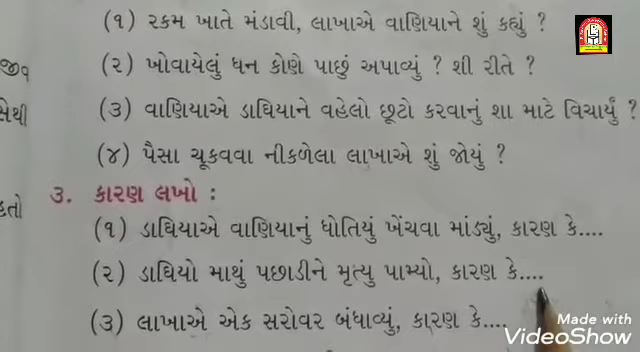 (૧) રકમ ખાતે મંડાવી, લાખાએ વાણિયાને શું કહ્યું ?
(૨) ખોવાયેલું ધન કોણે પાછું અપાવ્યું ? શી રીતે ?
(૩) વાણિયાએ ડાઘિયાને વહેલો છૂટો કરવાનું શા માટે વિચાર્યું ?
(૪) પૈસા ચૂકવવા નીકળેલા લાખાએ શું જોયું ?
૩. કારણ લખો :
(૧) ડાઘિયાએ વાણિયાનું ધોતિયું ખેંચવા માંડ્યું, કારણ કે....
(૨) ડાઘિયો માથું પછાડીને મૃત્યુ પામ્યો, કારણ કે....
(૩) લાખાએ એક સરોવર બંધાવ્યું, કારણ કે....
Made with
VideoShow